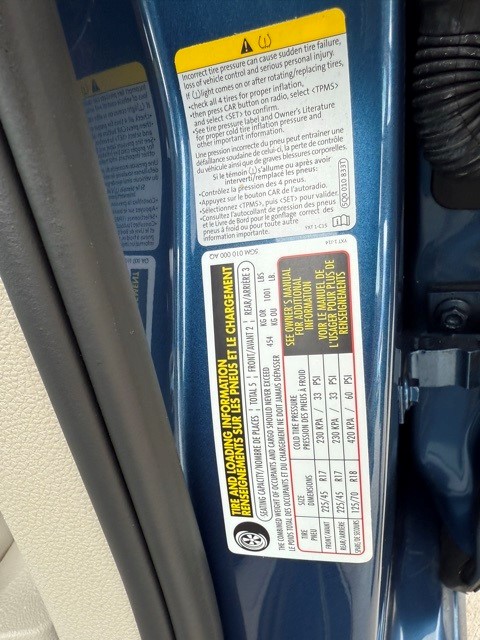 Incorrect tire pressure can cause sudden tire failure,
loss of vehicle control and serious personal injury.
If (!) light comes on or after rotating/replacing tires,
•check all 4 tires for proper inflation,
•then press CAR button on radio, select <TPMS>
and select <SET> to confirm.
•See tire pressure label and Owner's Literature
for proper cold tire inflation pressure and
other important information.
Une pression incorrecte du pneu peut entraîner une
défaillance soudaine de celui-ci, la perte de contrôle
du véhicule ainsi que de graves blessures corporelles.
Si le témoin (!) s'allume ou après avoir
interverti/remplacé les pneus:
•Contrôlez la pression des 4 pneus.
•Appuyez sur bouton CAR de l'autoradio.
•Sélectionnez <TPMS>, puis <SET> pour valider.
•Consultez l'autocollant de pression des pneus
et le Livre de Bord pour le gonflage correct des
pneus à froid ou pour toute autre
information importante.
5Q0 010 833T
5GM 010 000 AQ
TIRE AND LOADING INFORMATION
RENSEIGNEMENTS SUR LES PNEUS ET LE CHARGEMENT
SEATING CAPACITY/NOMBRE DE PLACES | TOTAL 5 | FRONT/AVANT 2 | REAR/ARRIÈRE 3
THE COMBINED WEIGHT OF OCCUPANTS AND CARGO SHOULD NEVER EXCEED
LE POIDS TOTAL DES OCCUPANTS ET DU CHARGEMENT NE DOIT JAMAIS DÉPASSER
454 KG OR 1001 LBS
KG OU LB.
TIRE SIZE COLD TIRE PRESSURE
PNEU DIMENSIONS PRESSION DES PNEUS À FROID
FRONT/AVANT 225/45 R17 230 KPA / 33 PSI
REAR/ARRIÈRE 225/45 R17 230 KPA / 33 PSI
125/70 R18 420 KPA / 60 PSI
SEE OWNER'S MANUAL
FOR ADDITIONAL
INFORMATION
VOIR LE MANUEL DE
L'USAGER POUR PLUS DE
RENSEIGNEMENTS